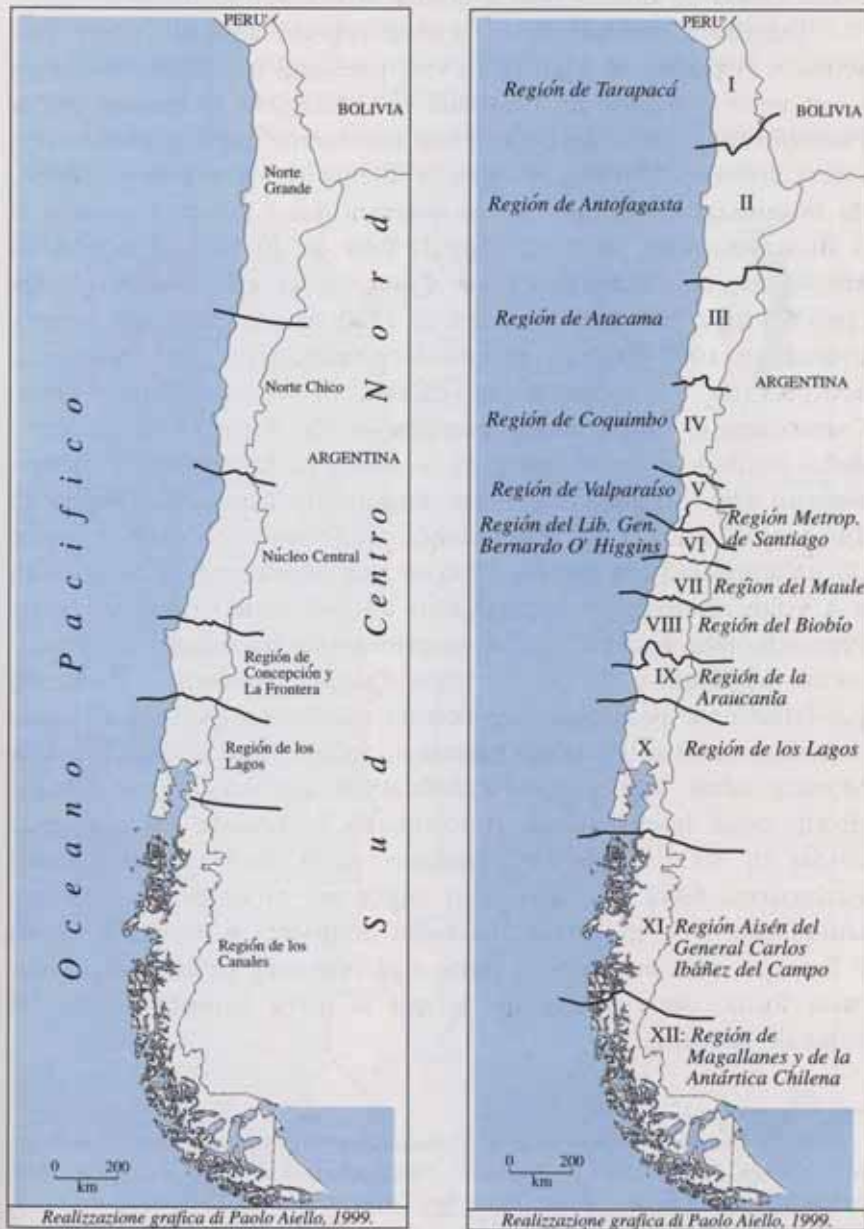 PERU'
BOLIVIA
Norte
Grande
Norte Chico
ARGENTINA
Núcleo Central
Región de
Concepción y
La Frontera
Región de los
Lagos
Región de los
Canales
Oceano Pacifico
Sud Centro Nord
0 200
km
Realizzazione grafica di Paolo Aiello, 1999.
PERU'
I
Región de Tarapacá
BOLIVIA
II
Región de Antofagasta
III
Región de Atacama
ARGENTINA
IV
Región de Coquimbo
Región de Valparaíso
V
Región del Lib. Gen.
Bernardo O' Higgins
VI
Región Metrop.
de Santiago
VII Region del Maule
VIII Región del Biobío
IX Región de la
Araucanìa
X Región de los Lagos
XI: Región Aisén del
General Carlos
Ibáñez del Campo
XII: Región de
Magallanes y de la
Antártica Chilena
0 200
km
Realizzazione grafica di Paolo Aiello, 1999.